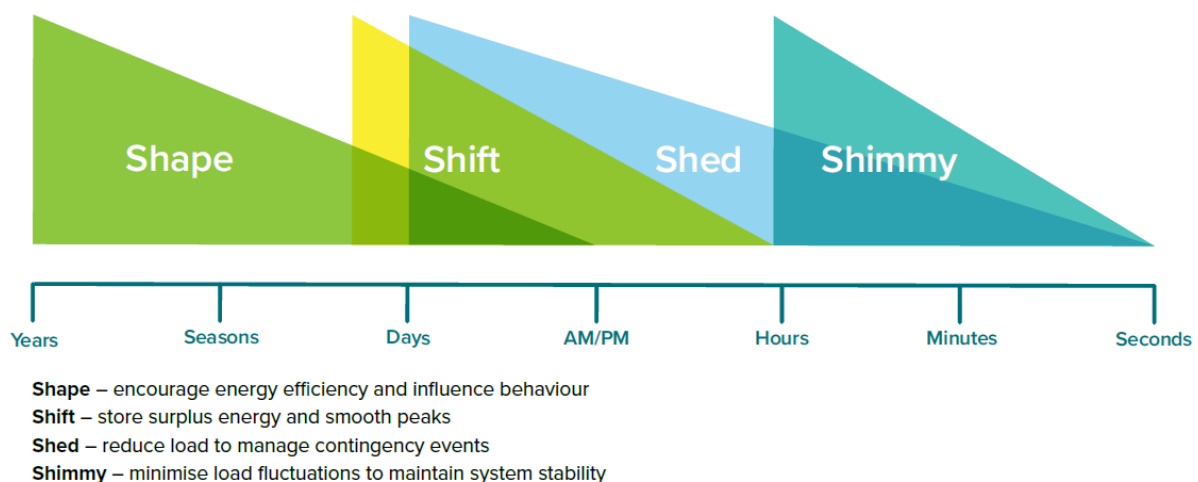 Shape
Shift
Shed
Shimmy
Years
Seasons
Days
AM/PM
Hours
Minutes
Seconds
Shape – encourage energy efficiency and influence behaviour
Shift – store surplus energy and smooth peaks
Shed – reduce load to manage contingency events
Shimmy – minimise load fluctuations to maintain system stability